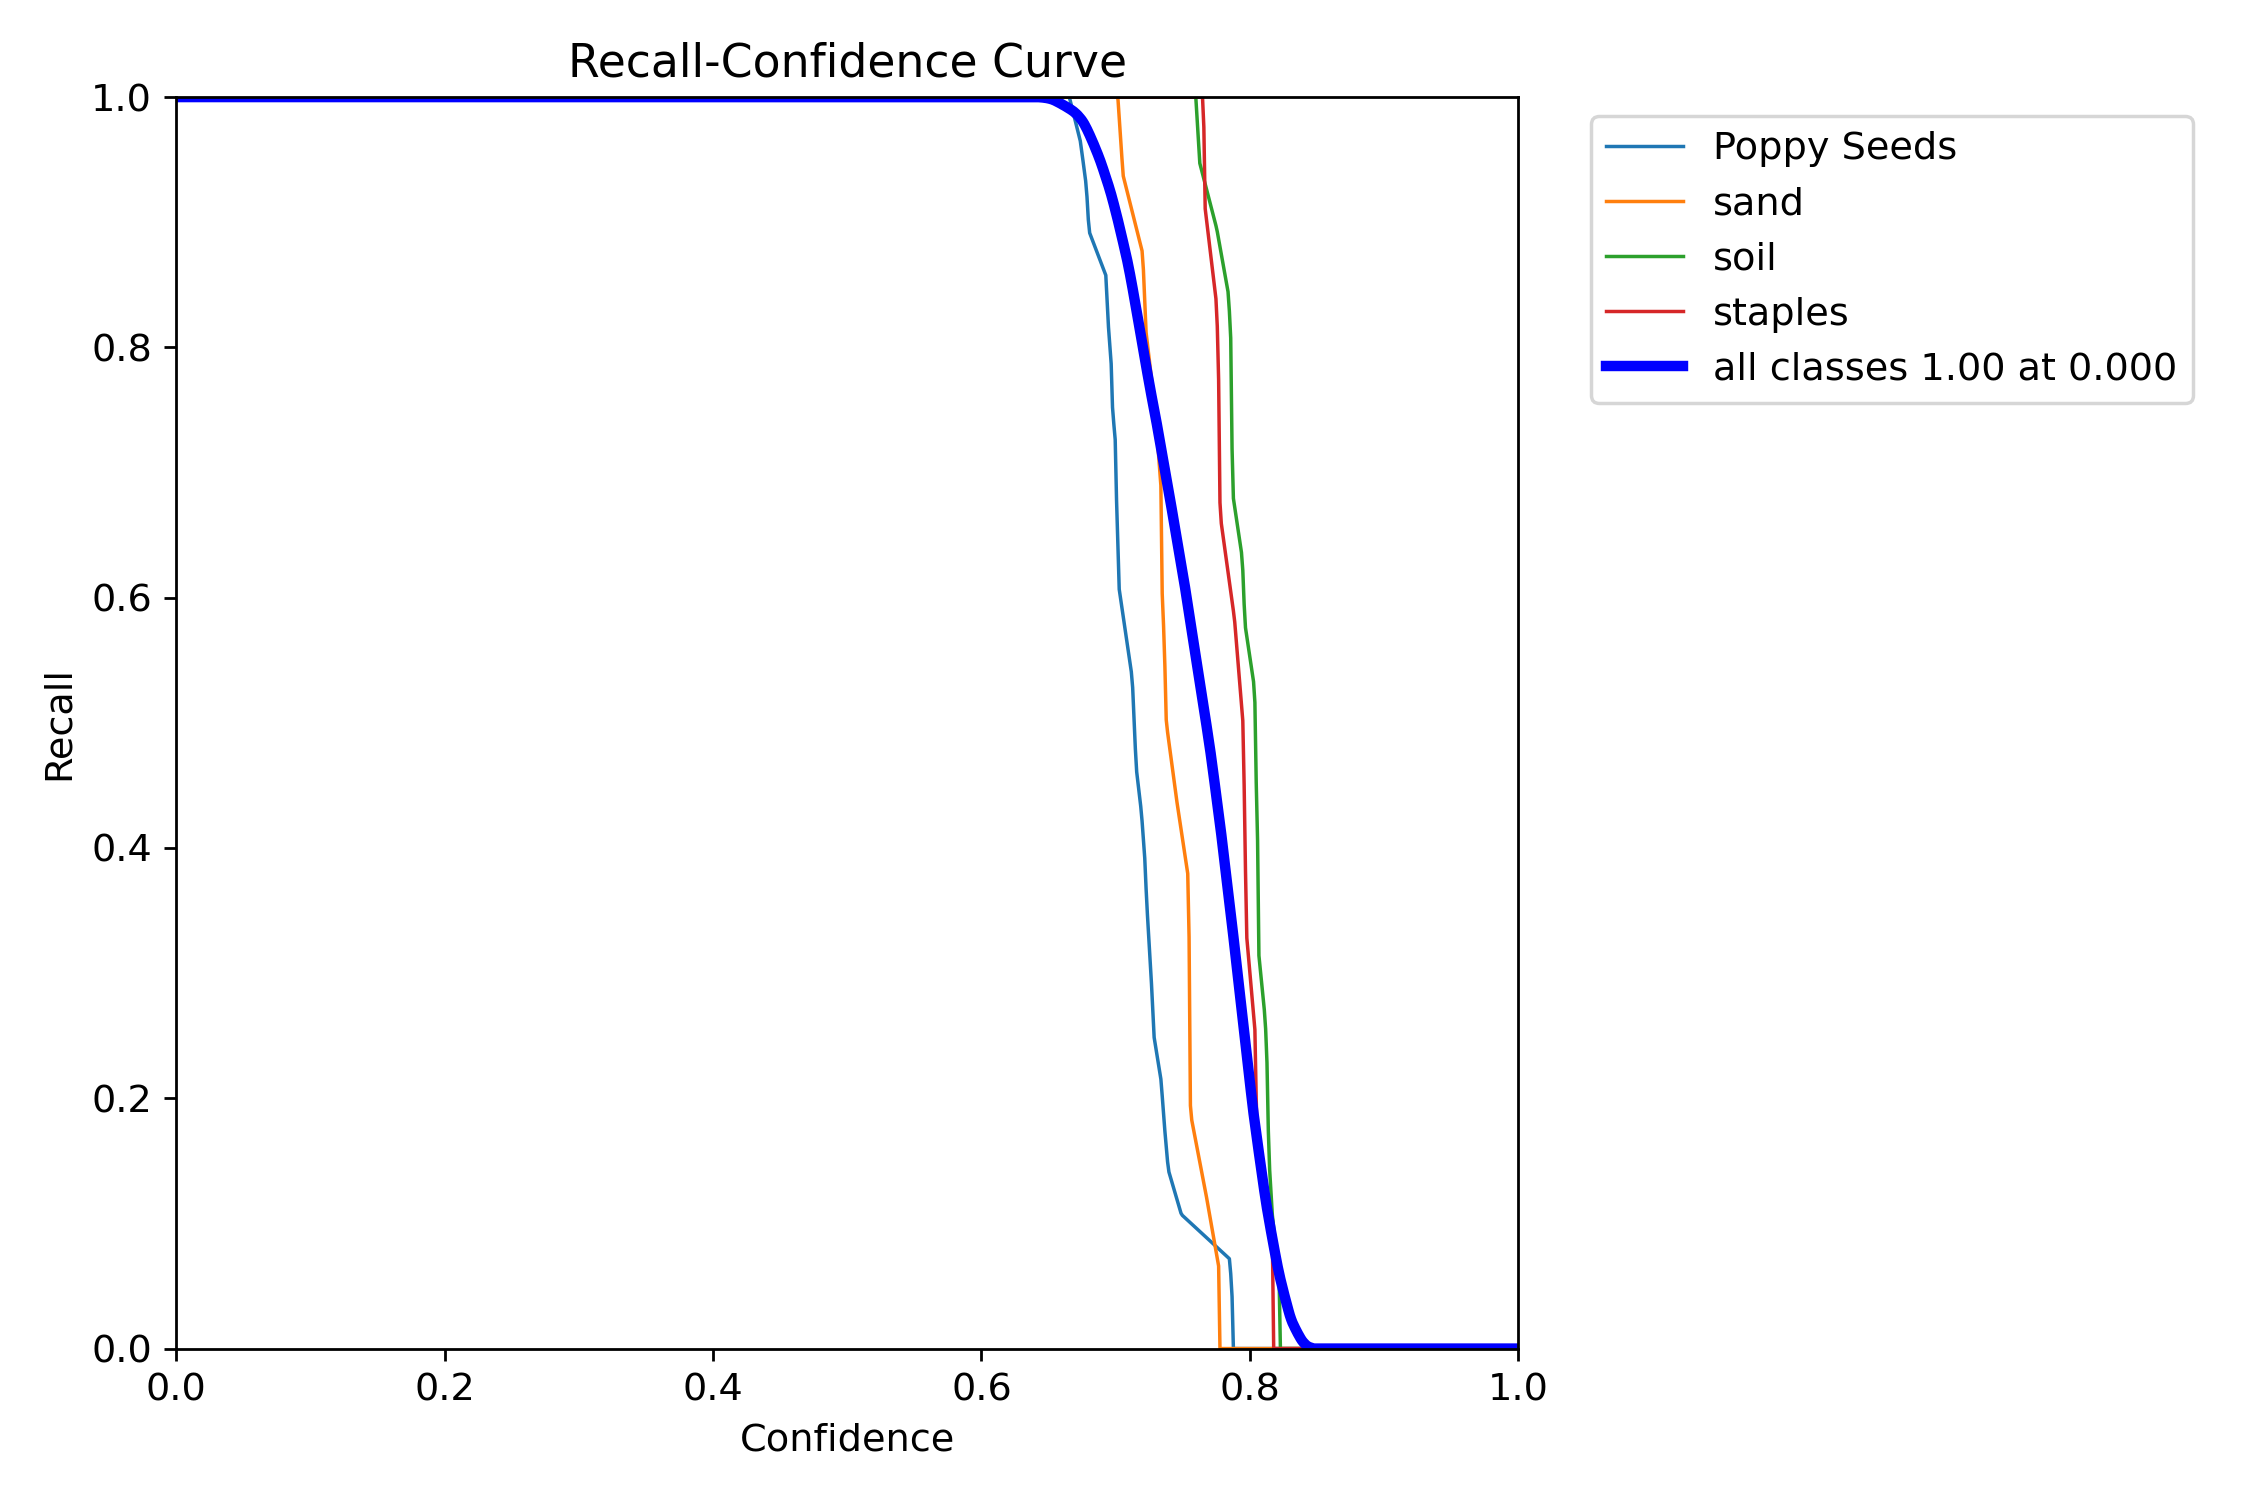 Recall-Confidence Curve
1.0
0.8
0.6
0.4
0.2
0.0
Recall
0.0 0.2 0.4 0.6 0.8 1.0
Confidence
Poppy Seeds
sand
soil
staples
all classes 1.00 at 0.000